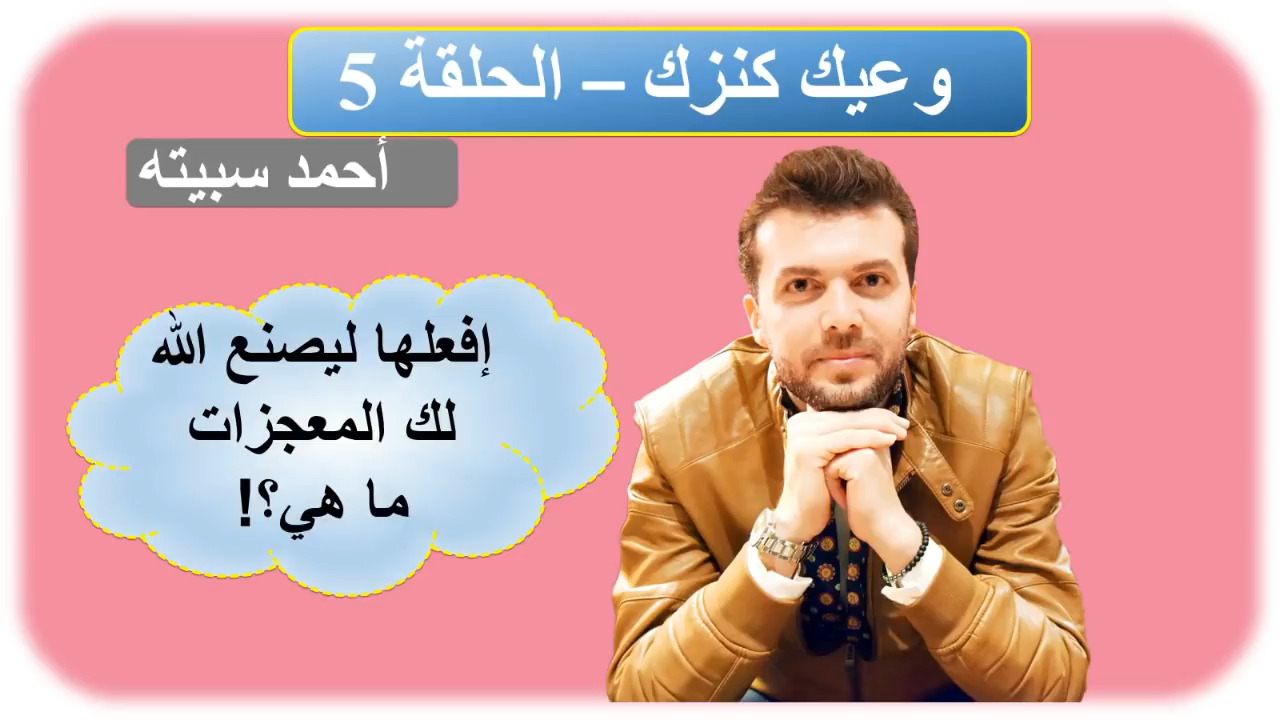 وعيك كنزك – الحلقة 5
أحمد سبيته
إفعلها ليصنع الله
لك المعجزات
ما هي؟!